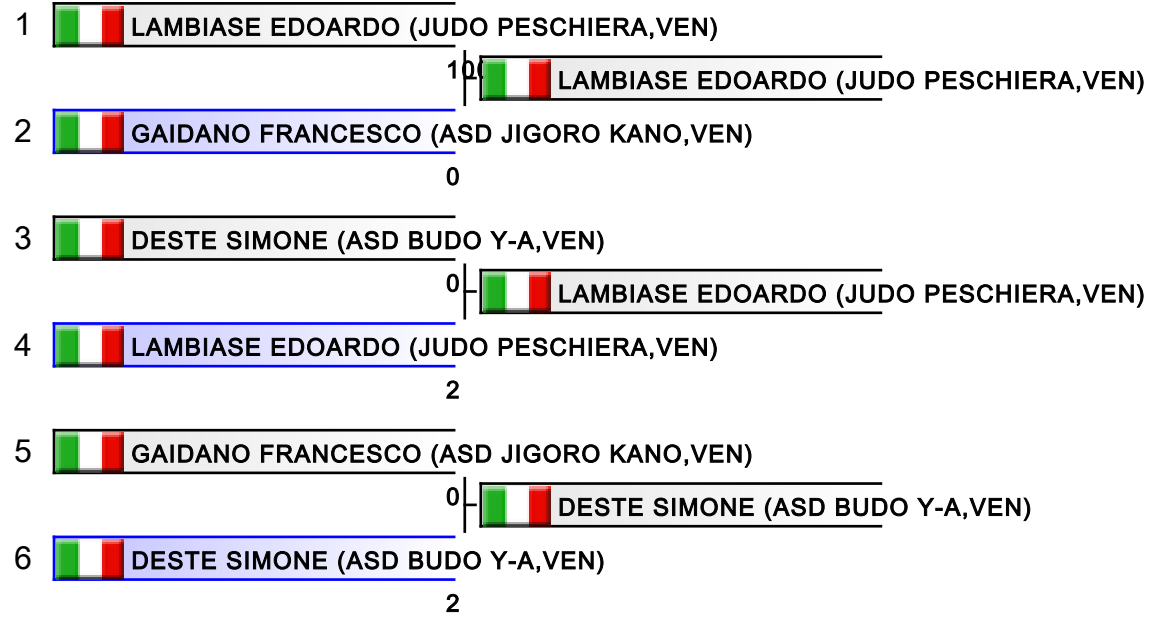 1 LAMBIASE EDOARDO (JUDO PESCHIERA,VEN)
LAMBIASE EDOARDO (JUDO PESCHIERA,VEN)
2 GAIDANO FRANCESCO (ASD JIGORO KANO,VEN)
0
3 DESTE SIMONE (ASD BUDO Y-A,VEN)
0
LAMBIASE EDOARDO (JUDO PESCHIERA,VEN)
4 LAMBIASE EDOARDO (JUDO PESCHIERA,VEN)
2
5 GAIDANO FRANCESCO (ASD JIGORO KANO,VEN)
0
DESTE SIMONE (ASD BUDO Y-A,VEN)
6 DESTE SIMONE (ASD BUDO Y-A,VEN)
2